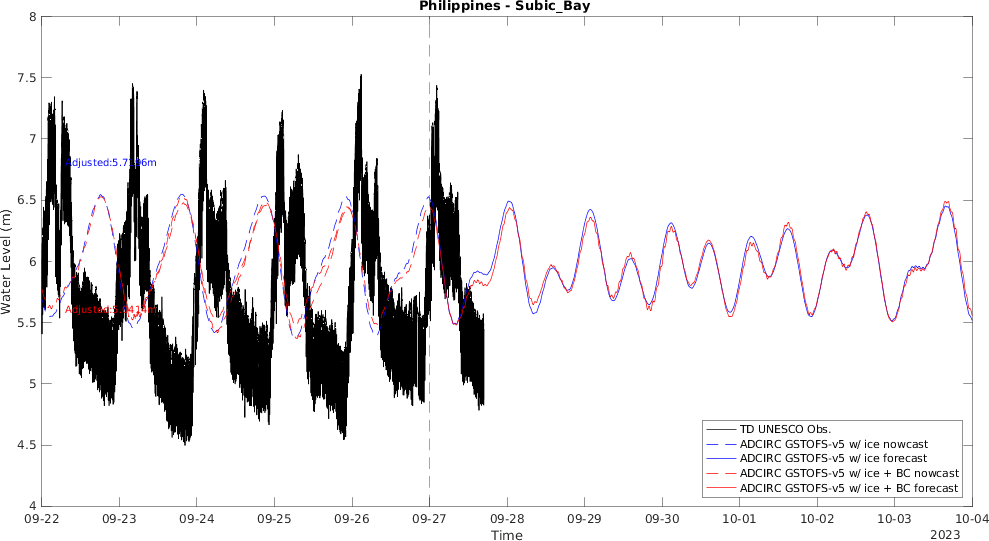 Philippines - Subic_Bay
Water Level (m)
8
7.5
7
6.5
6
5.5
5
4.5
4
TD UNESCO Obs.
ADCIRC GSTOFS-v5 w/ ice nowcast
ADCIRC GSTOFS-v5 w/ ice forecast
ADCIRC GSTOFS-v5 w/ ice + BC nowcast
ADCIRC GSTOFS-v5 w/ ice + BC forecast
09-22 09-23 09-24 09-25 09-26 09-27 09-28 09-29 09-30 10-01 10-02 10-03 10-04
Time
2023